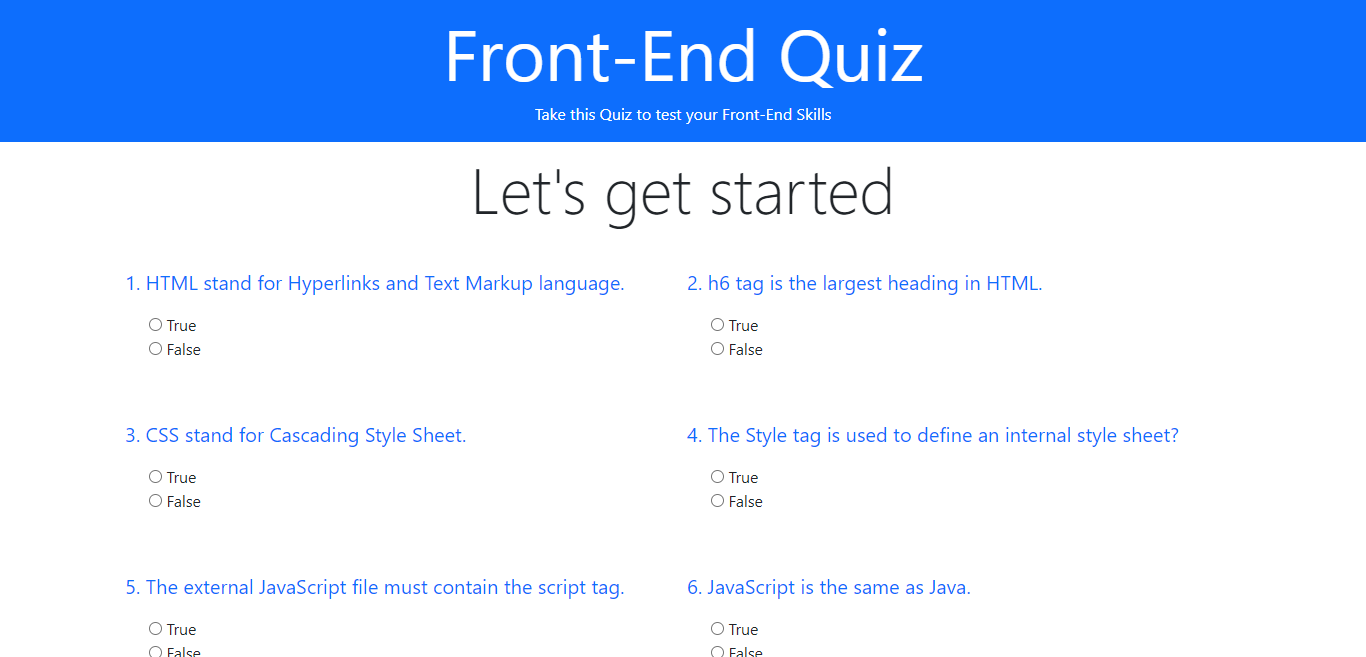 Front-End Quiz
Take this Quiz to test your Front-End Skills
Let's get started
1. HTML stand for Hyperlinks and Text Markup language.
True
False
2. h6 tag is the largest heading in HTML.
True
False
3. CSS stand for Cascading Style Sheet.
True
False
4. The Style tag is used to define an internal style sheet?
True
False
5. The external JavaScript file must contain the script tag.
True
False
6. JavaScript is the same as Java.
True
False